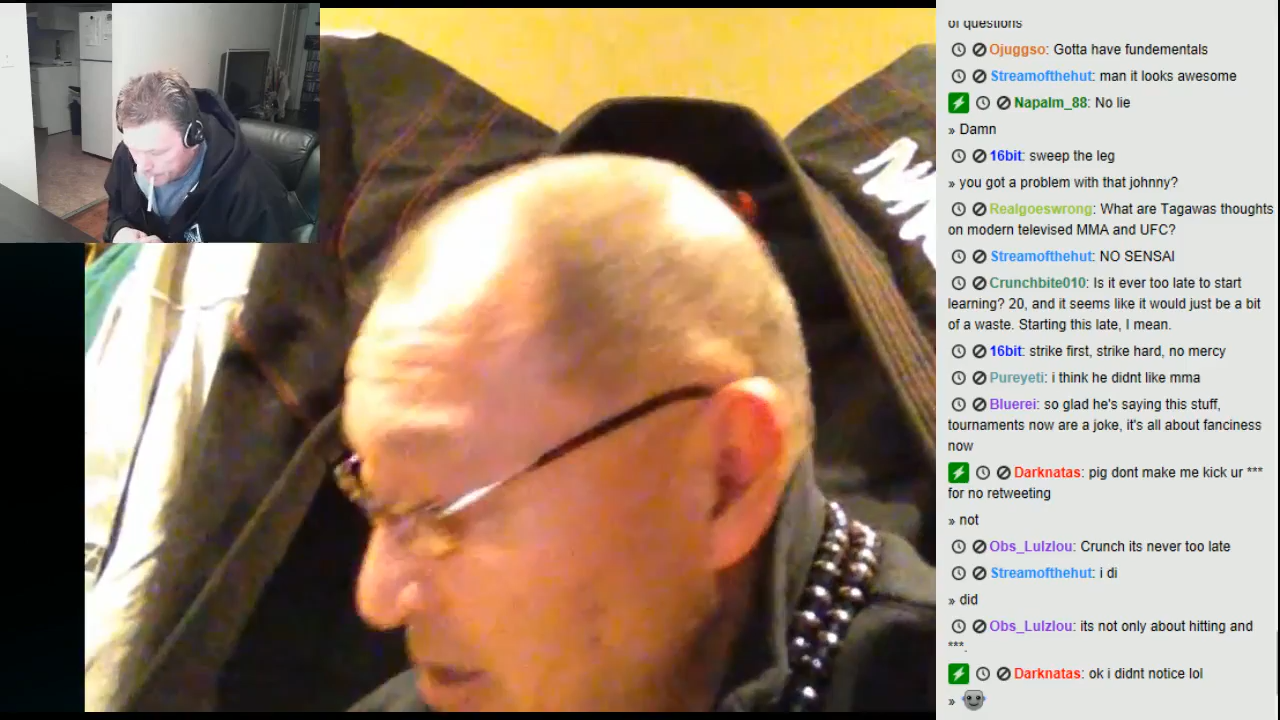 of questions
Ojuggso: Gotta have fundementals
Streamofthehut: man it looks awesome
Napalm_88: No lie
» Damn
16bit: sweep the leg
» you got a problem with that johnny?
Realgoeswrong: What are Tagawas thoughts
on modern televised MMA and UFC?
Streamofthehut: NO SENSAI
Crunchbite010: Is it ever too late to start
learning? 20, and it seems like it would just be a bit
of a waste. Starting this late, I mean.
16bit: strike first, strike hard, no mercy
Pureyeti: i think he didnt like mma
Bluerei: so glad he's saying this stuff,
tournaments now are a joke, it's all about fanciness
now
Darknatas: pig dont make me kick ur ***
for no retweeting
» not
Obs_Lulzlou: Crunch its never too late
Streamofthehut: i di
» did
Obs_Lulzlou: its not only about hitting and
***.
Darknatas: ok i didnt notice lol
»